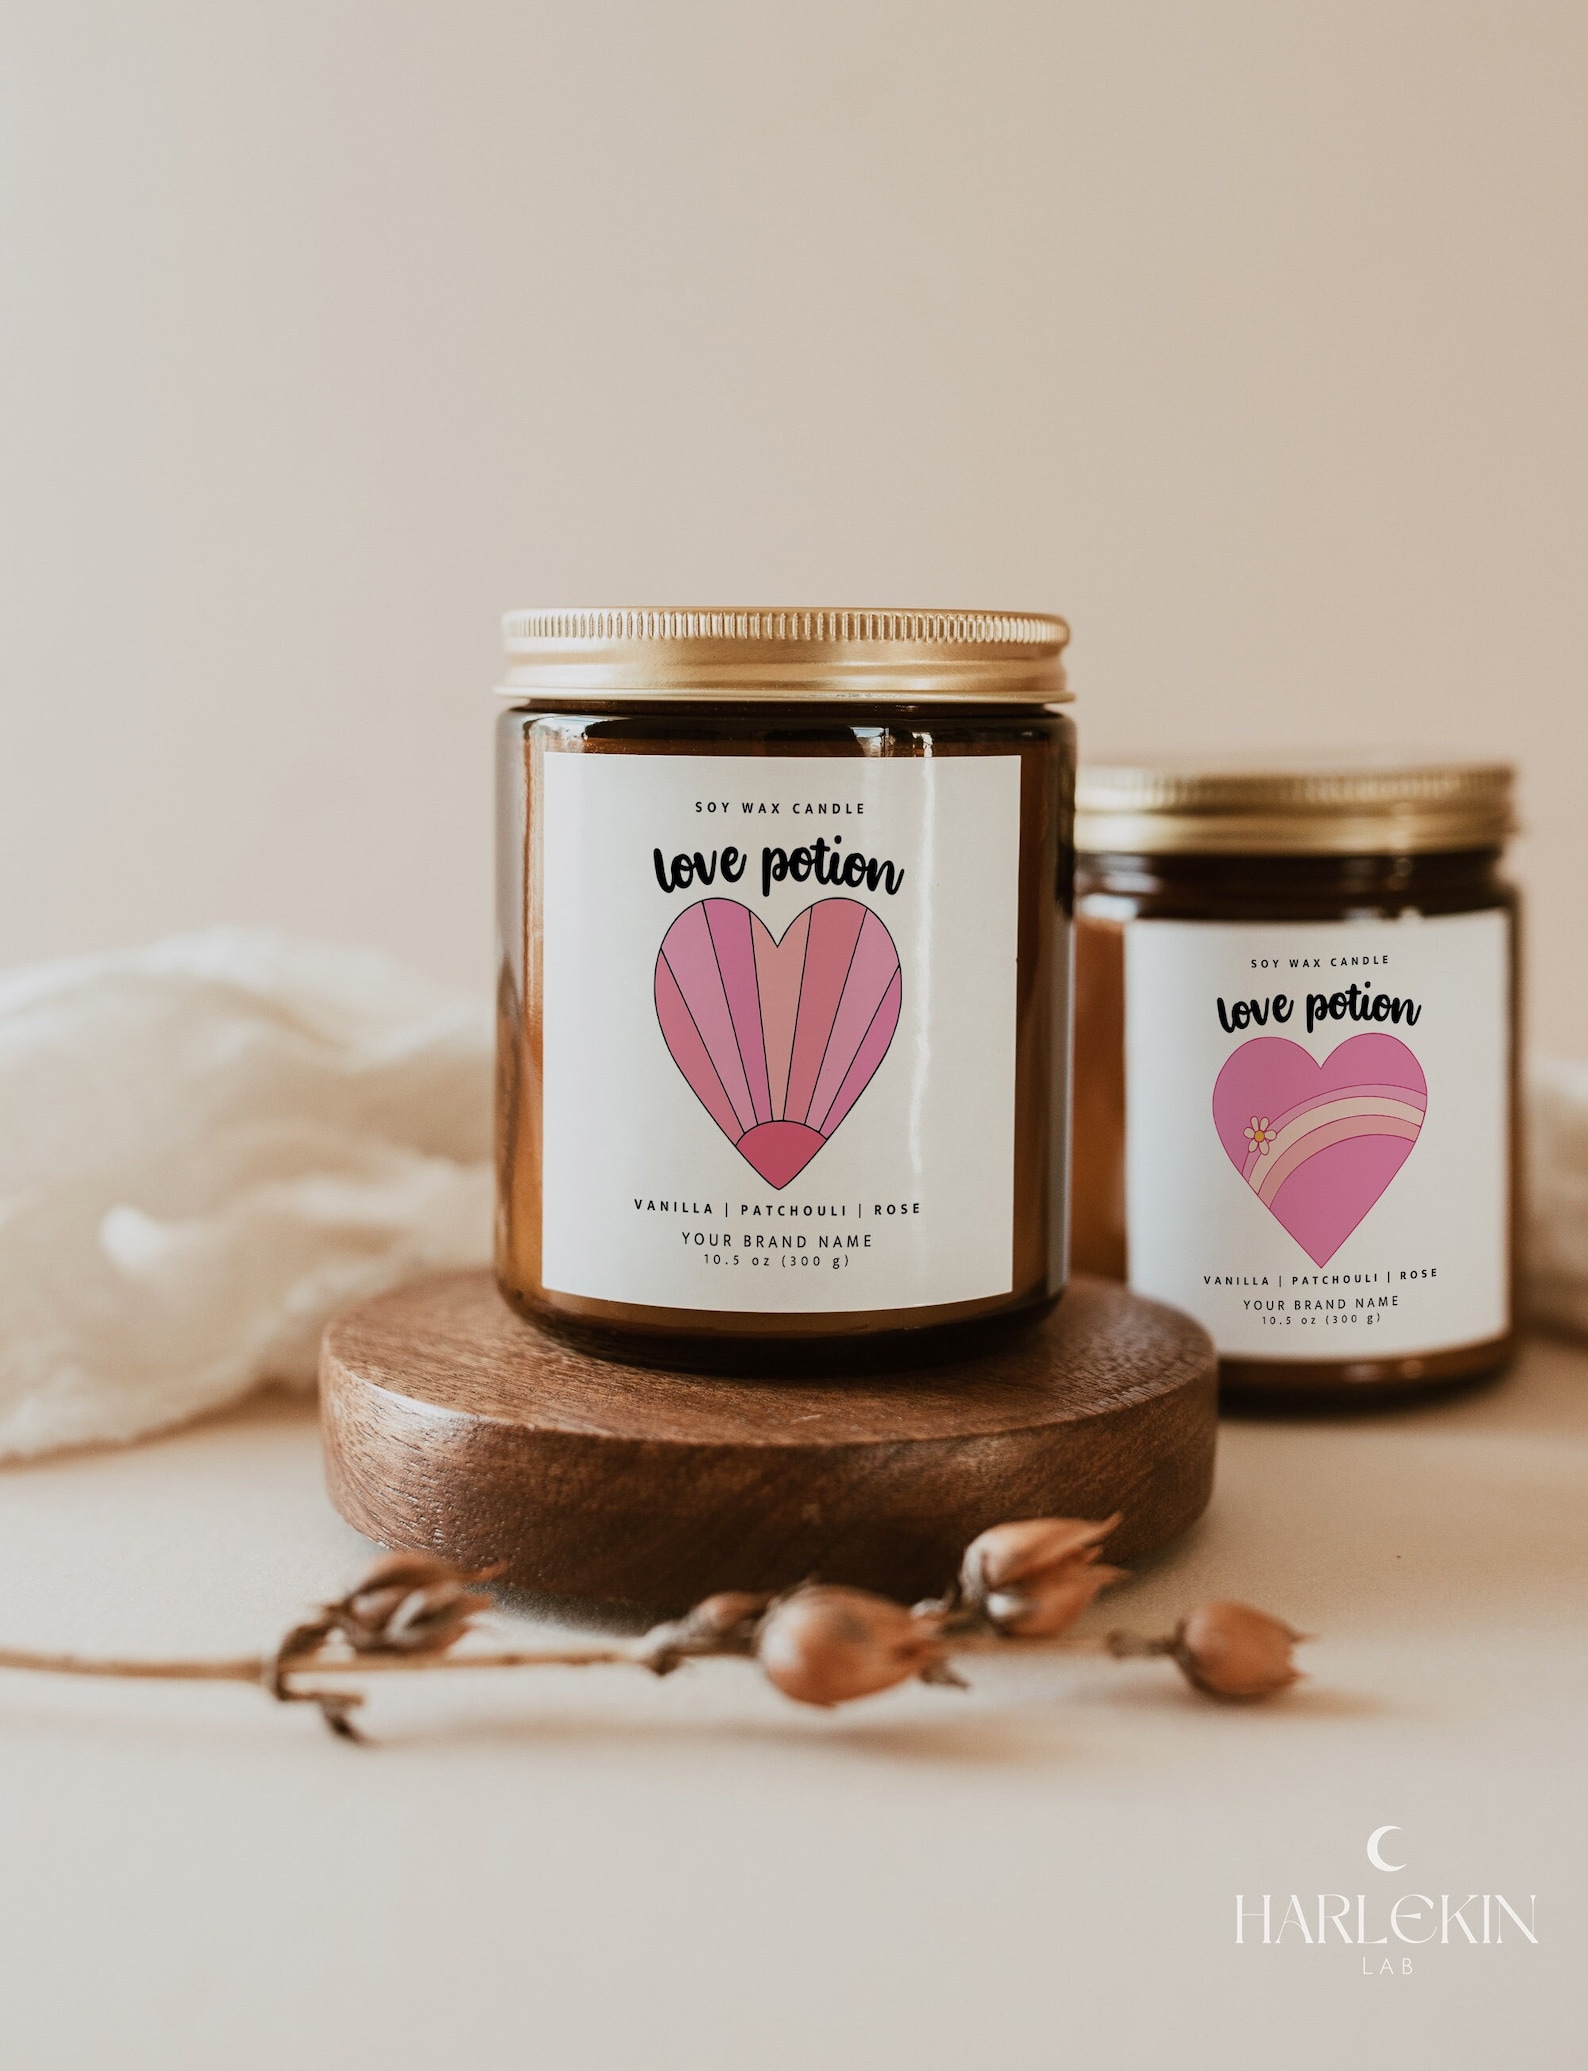 SOY WAX CANDLE
love potion
VANILLA | PATCHOULI | ROSE
YOUR BRAND NAME
10.5 oz (300 g)
SOY WAX CANDLE
love potion
VANILLA | PATCHOULI | ROSE
YOUR BRAND NAME
10.5 oz (300 g)
HARLEKIN
LAB